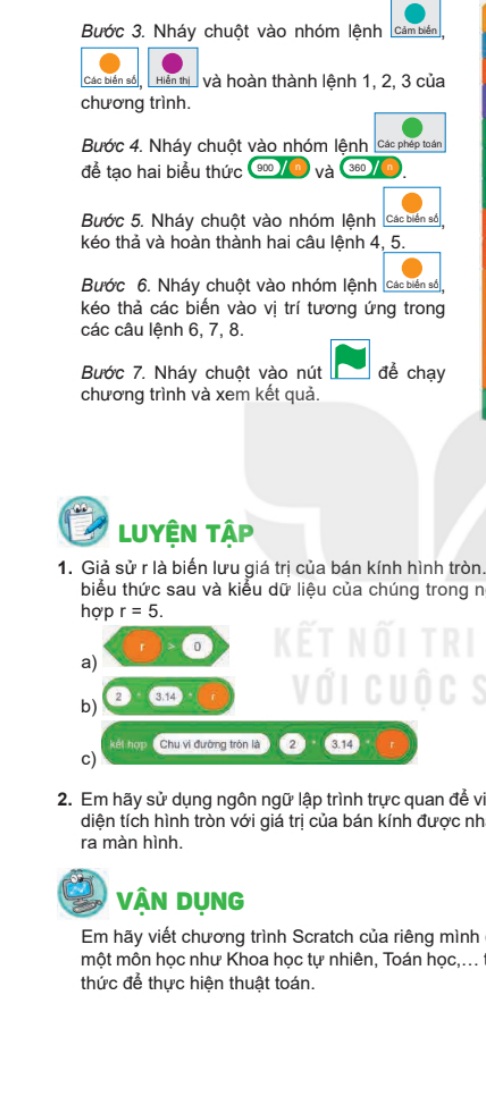 Bước 3. Nháy chuột vào nhóm lệnh Cảm biến,
Các biến số, Hiển thị và hoàn thành lệnh 1, 2, 3 của
chương trình.
Bước 4. Nháy chuột vào nhóm lệnh Các phép toán
để tạo hai biểu thức 900 / n và 360 / n.
Bước 5. Nháy chuột vào nhóm lệnh Các biến số,
kéo thả và hoàn thành hai câu lệnh 4, 5.
Bước 6. Nháy chuột vào nhóm lệnh Các biến số,
kéo thả các biến vào vị trí tương ứng trong
các câu lệnh 6, 7, 8.
Bước 7. Nháy chuột vào nút để chạy
chương trình và xem kết quả.
LUYỆN TẬP
1. Giả sử r là biến lưu giá trị của bán kính hình tròn.
biểu thức sau và kiểu dữ liệu của chúng trong n
hợp r = 5.
a) r > 0
KẾT NỐI TRI
b) 2 * 3.14 * r
VỚI CUỘC S
c) kết hợp Chu vi đường tròn là 2 * 3.14 * r
2. Em hãy sử dụng ngôn ngữ lập trình trực quan để vi
diện tích hình tròn với giá trị của bán kính được nh
ra màn hình.
VẬN DỤNG
Em hãy viết chương trình Scratch của riêng mình
một môn học như Khoa học tự nhiên, Toán học,... t
thức để thực hiện thuật toán.